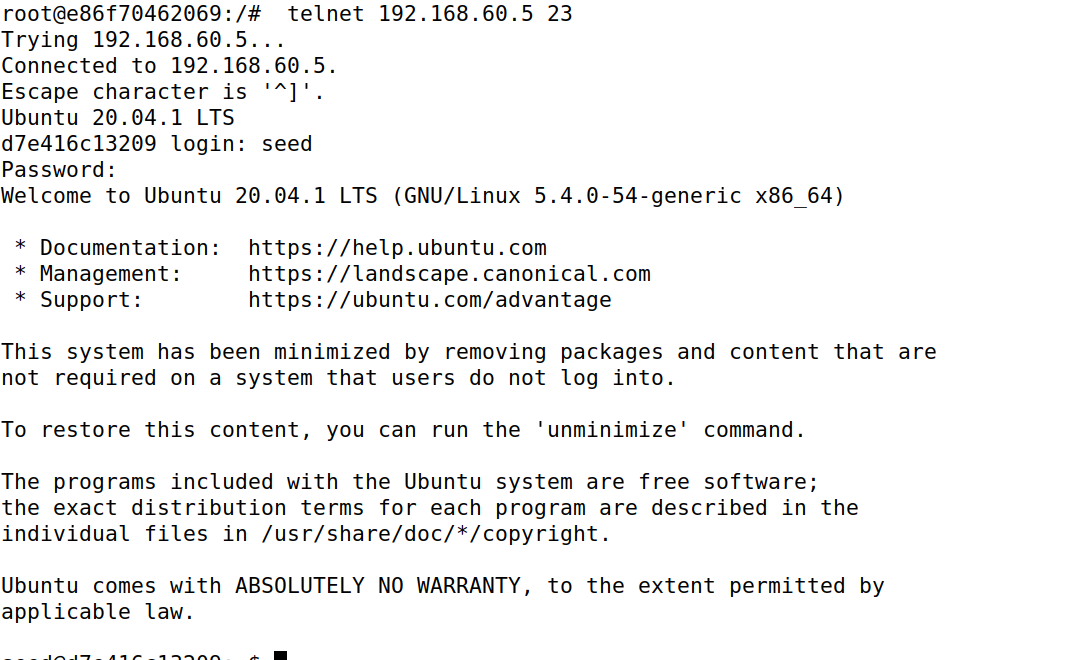 root@e86f70462069:/#  telnet 192.168.60.5 23
Trying 192.168.60.5...
Connected to 192.168.60.5.
Escape character is '^]'.
Ubuntu 20.04.1 LTS
d7e416c13209 login: seed
Password:
Welcome to Ubuntu 20.04.1 LTS (GNU/Linux 5.4.0-54-generic x86_64)

 * Documentation:  https://help.ubuntu.com
 * Management:     https://landscape.canonical.com
 * Support:        https://ubuntu.com/advantage

This system has been minimized by removing packages and content that are
not required on a system that users do not log into.

To restore this content, you can run the 'unminimize' command.

The programs included with the Ubuntu system are free software;
the exact distribution terms for each program are described in the
individual files in /usr/share/doc/*/copyright.

Ubuntu comes with ABSOLUTELY NO WARRANTY, to the extent permitted by
applicable law.